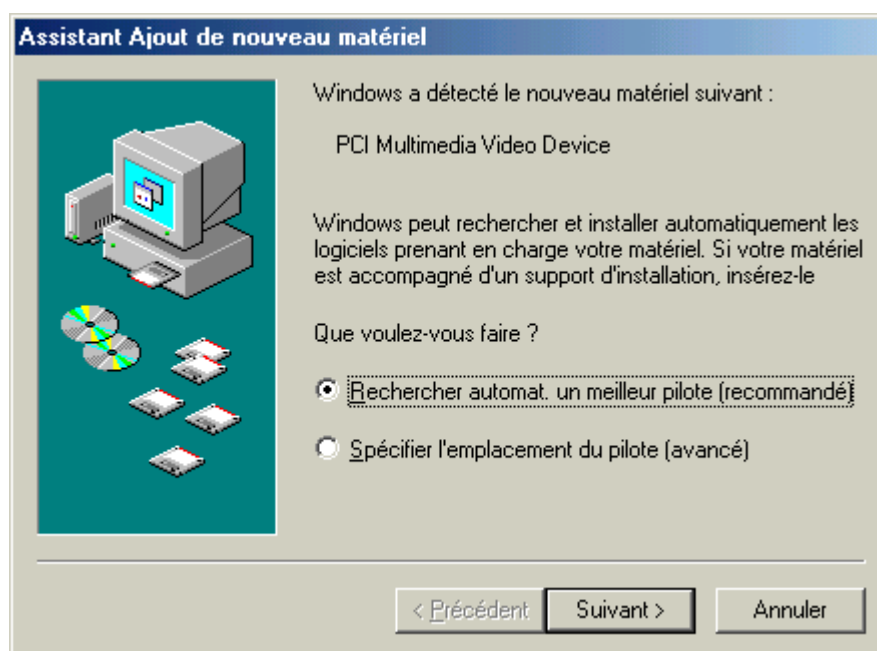 Assistant Ajout de nouveau matériel
Windows a détecté le nouveau matériel suivant :
PCI Multimedia Video Device
Windows peut rechercher et installer automatiquement les
logiciels prenant en charge votre matériel. Si votre matériel
est accompagné d'un support d'installation, insérez-le
Que voulez-vous faire ?
Rechercher automat. un meilleur pilote (recommandé)
Spécifier l'emplacement du pilote (avancé)
< Précédent
Suivant >
Annuler